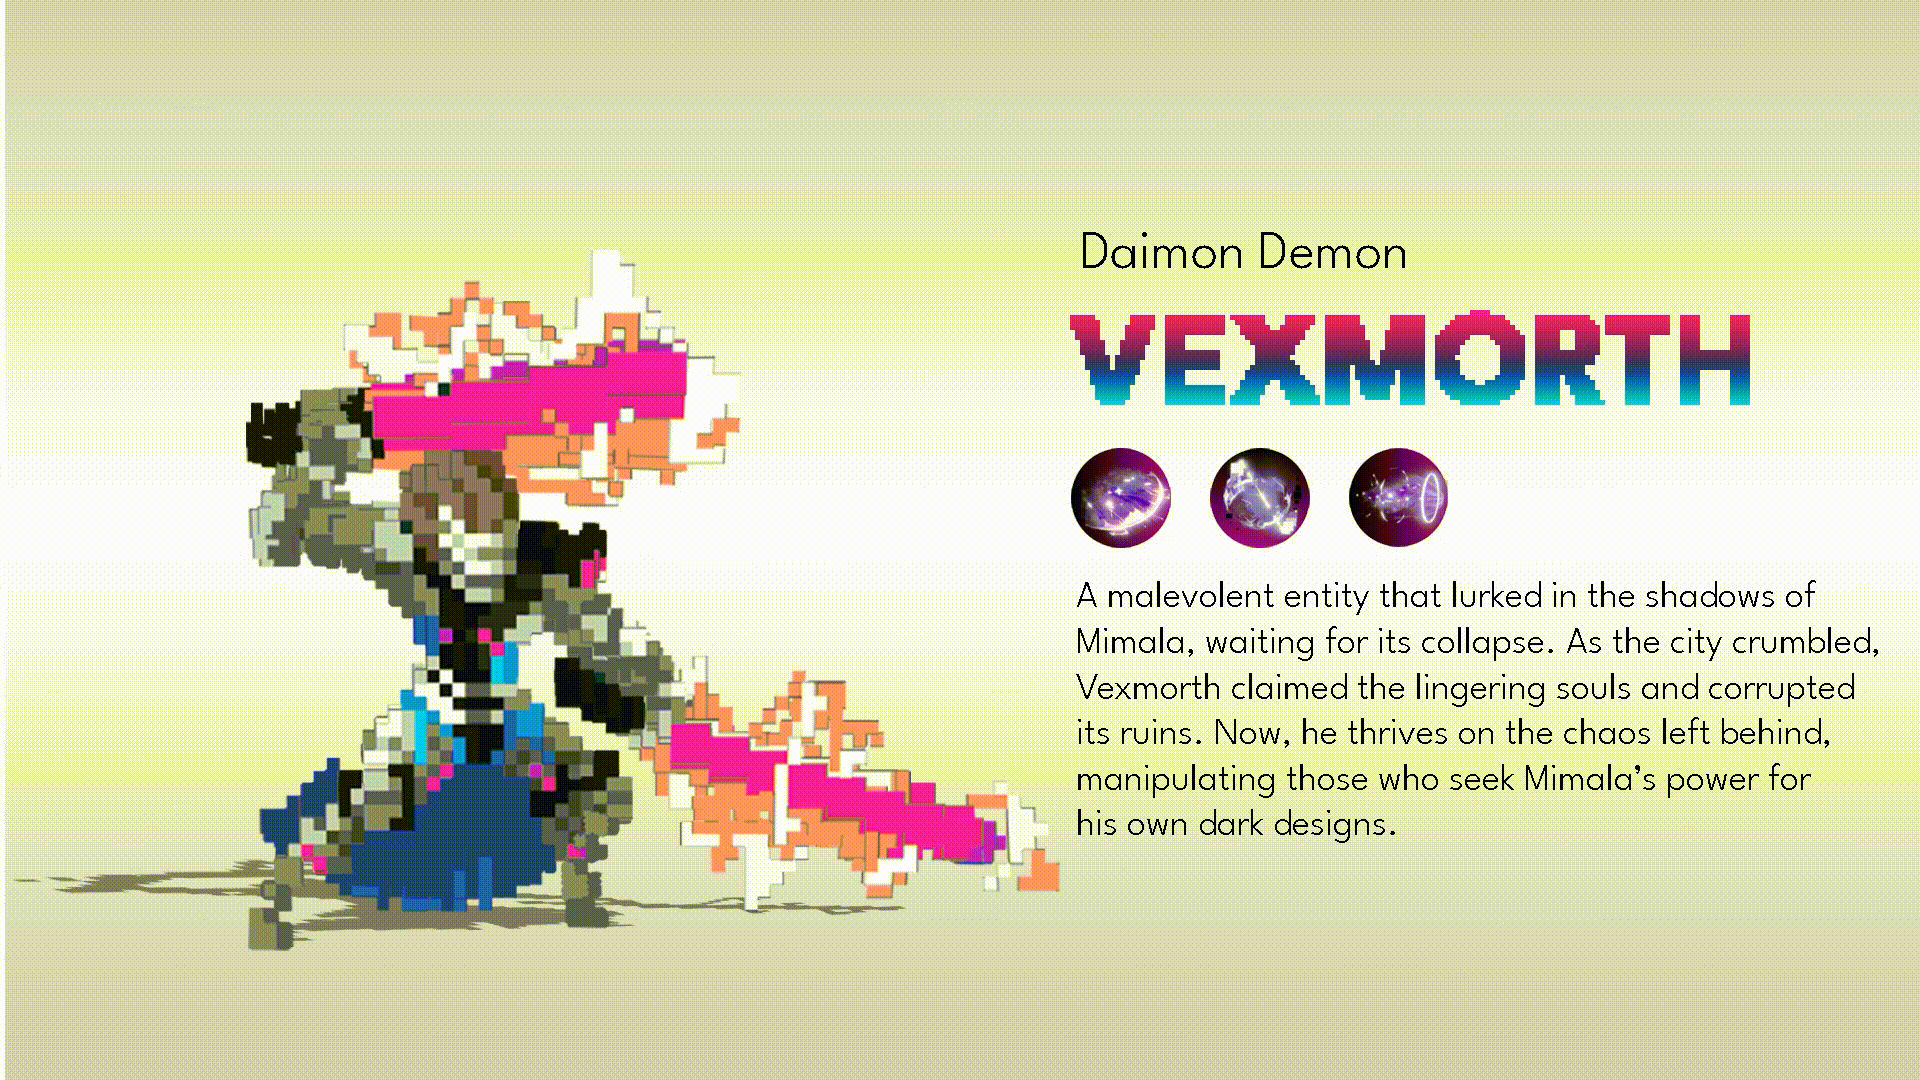 Daimon Demon
VEXMORTH
A malevolent entity that lurked in the shadows of
Mimala, waiting for its collapse. As the city crumbled,
Vexmorth claimed the lingering souls and corrupted
its ruins. Now, he thrives on the chaos left behind,
manipulating those who seek Mimala’s power for
his own dark designs.